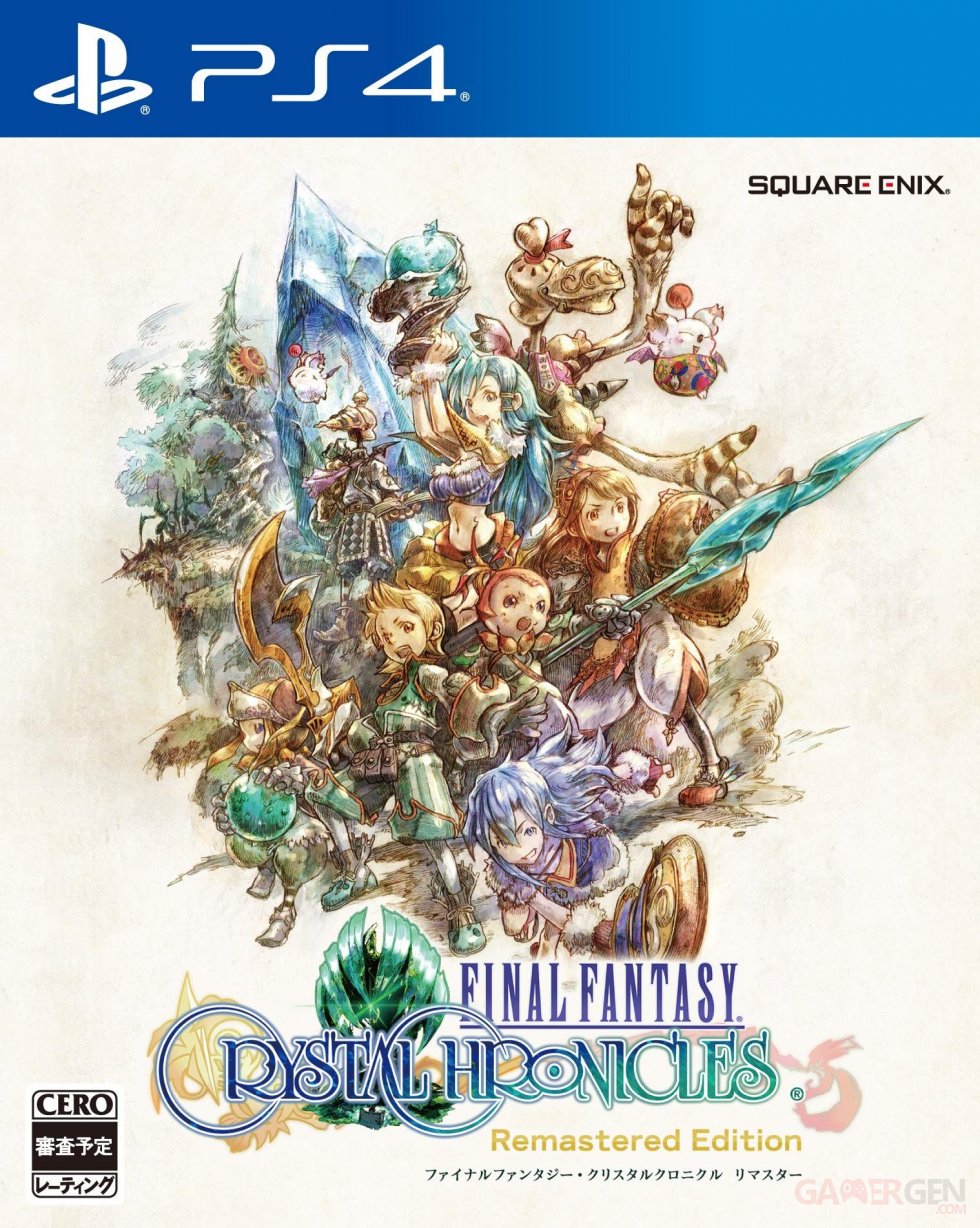 PS4®
SQUARE ENIX®
FINAL FANTASY®
CRYSTAL CHRONICLES®
Remastered Edition
ファイナルファンタジー・クリスタルクロニクル リマスター
CERO
審査予定
レーティング
GAMERGEN
.COM